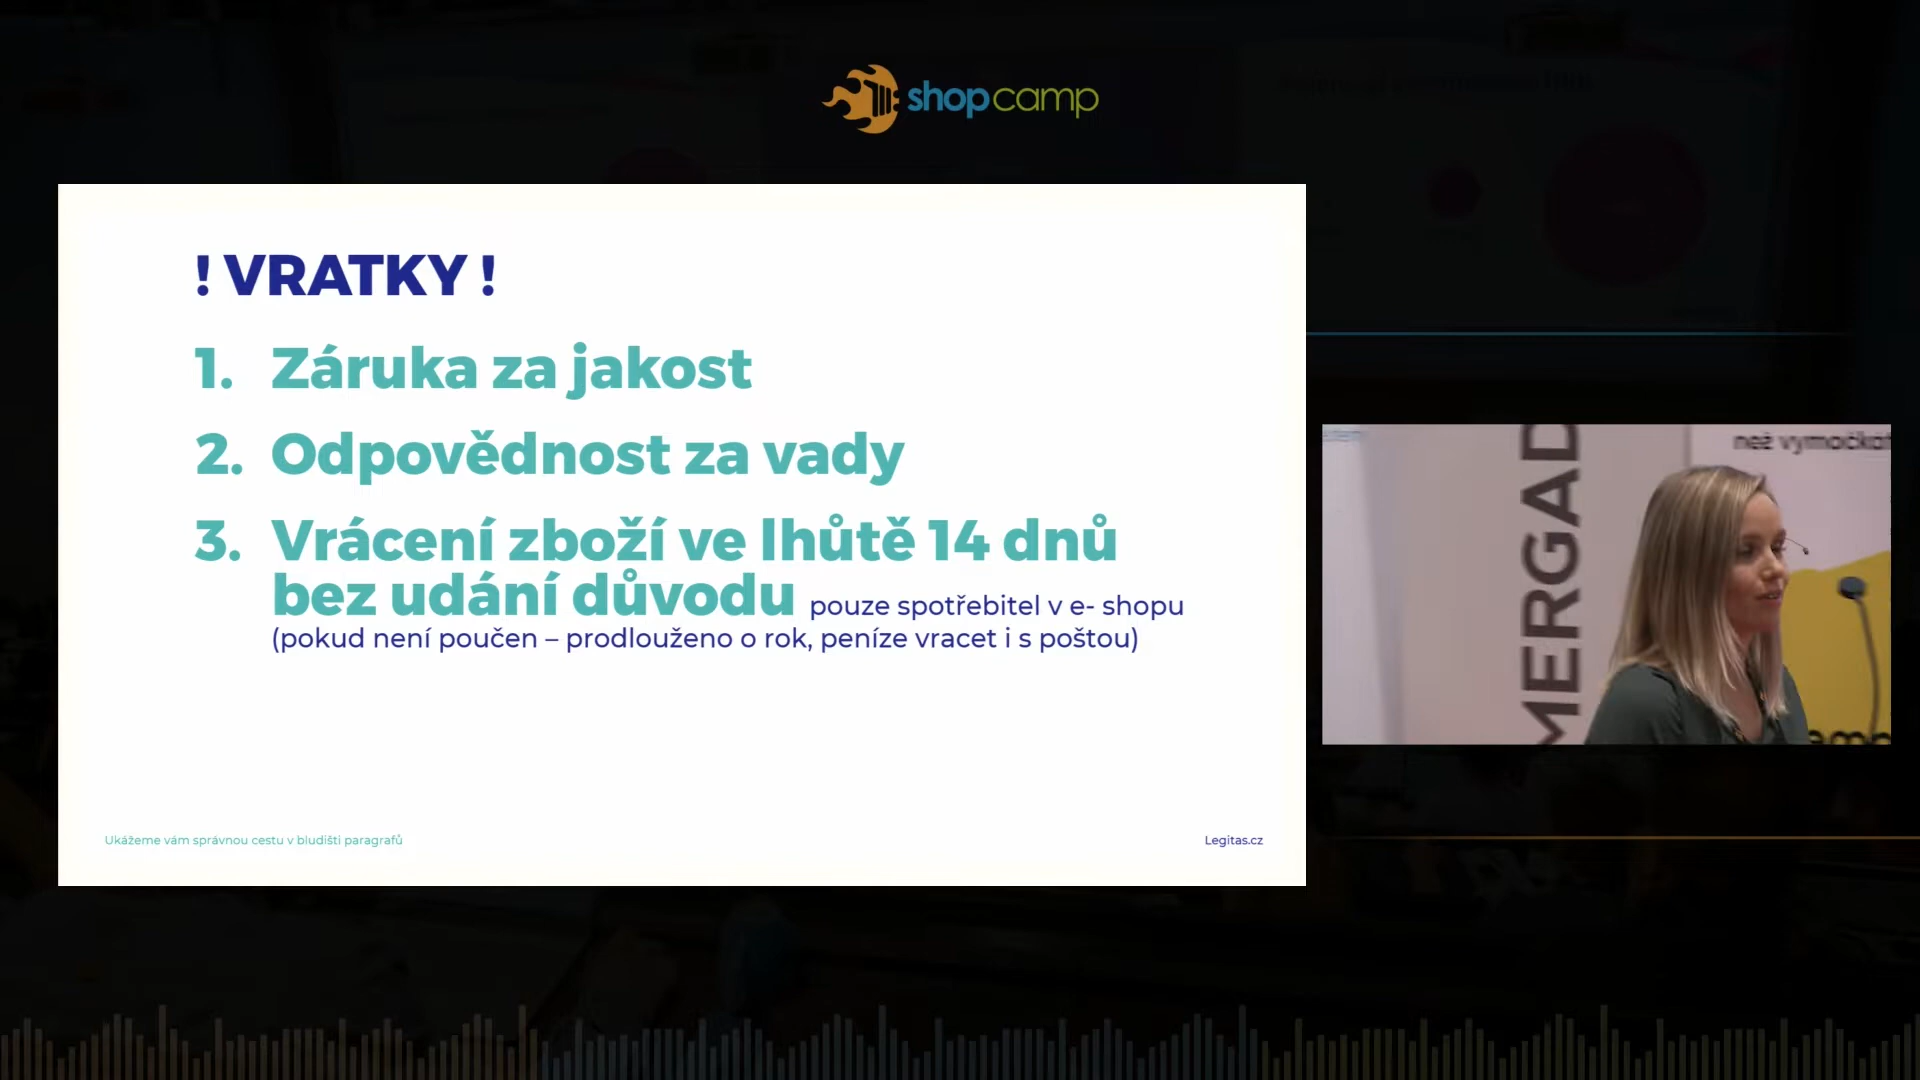 shopcamp
! VRATKY !
1. Záruka za jakost
2. Odpovědnost za vady
3. Vrácení zboží ve lhůtě 14 dnů
bez udání důvodu pouze spotřebitel v e- shopu
(pokud není poučen – prodlouženo o rok, peníze vracet i s poštou)
Ukážeme vám správnou cestu v bludišti paragrafů
Legitas.cz
MERGAD
než